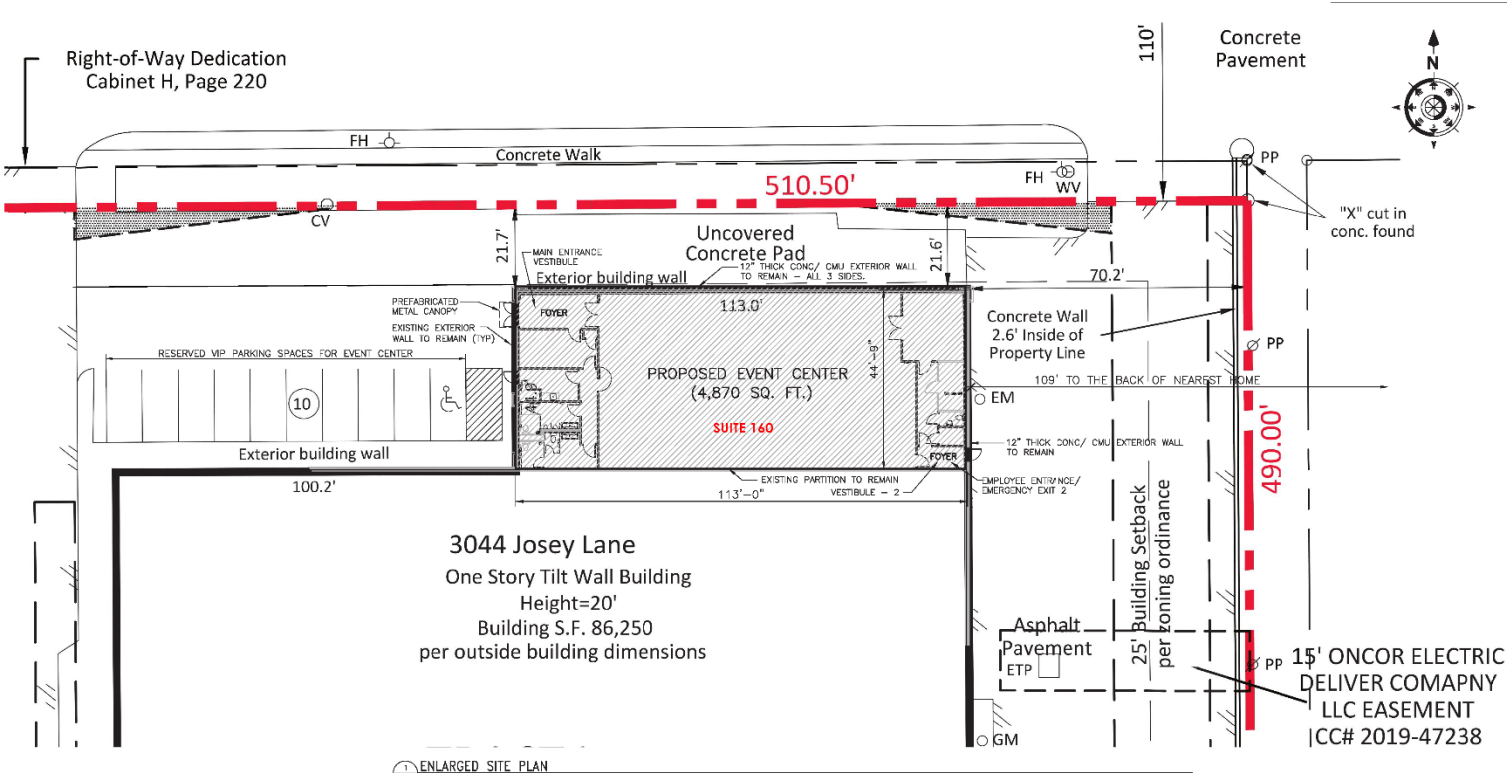 Right-of-Way Dedication
Cabinet H, Page 220
110'
Concrete
Pavement
N
FH
Concrete Walk
PP
FH
WV
510.50'
CV
"X" cut in
conc. found
21.7'
Uncovered
Concrete Pad
21.6'
MAIN ENTRANCE
VESTIBULE
Exterior building wall
12" THICK CONC/ CMU EXTERIOR WALL
TO REMAIN - ALL 3 SIDES.
70.2'
PREFABRICATED
METAL CANOPY
EXISTING EXTERIOR
WALL TO REMAIN (TYP)
FOYER
113.0'
Concrete Wall
2.6' Inside of
Property Line
PP
RESERVED VIP PARKING SPACES FOR EVENT CENTER
10
PROPOSED EVENT CENTER
(4,870 SQ. FT.)
SUITE 160
44'-9"
109' TO THE BACK OF NEAREST HOME
EM
490.00'
Exterior building wall
100.2'
12" THICK CONC/ CMU EXTERIOR WALL
TO REMAIN
FOYER
EXISTING PARTITION TO REMAIN
VESTIBULE - 2
EMPLOYEE ENTRANCE/
EMERGENCY EXIT 2
113'-0"
3044 Josey Lane
One Story Tilt Wall Building
Height=20'
Building S.F. 86,250
per outside building dimensions
25' Building Setback
per zoning ordinance
Asphalt
Pavement
ETP
PP
15' ONCOR ELECTRIC
DELIVER COMAPNY
LLC EASEMENT
CC# 2019-47238
GM
1
ENLARGED SITE PLAN